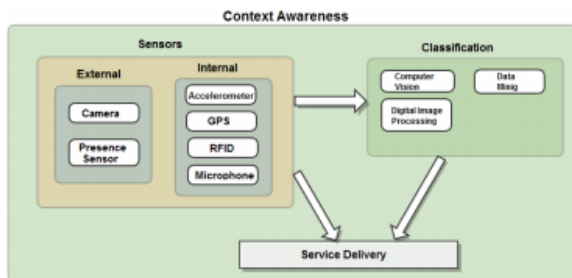 Context Awareness
Sensors
External
Camera
Presence
Sensor
Internal
Accelerometer
GPS
RFID
Microphone
Classification
Computer
Vision
Data
Minig
Digital Image
Processing
Service Delivery